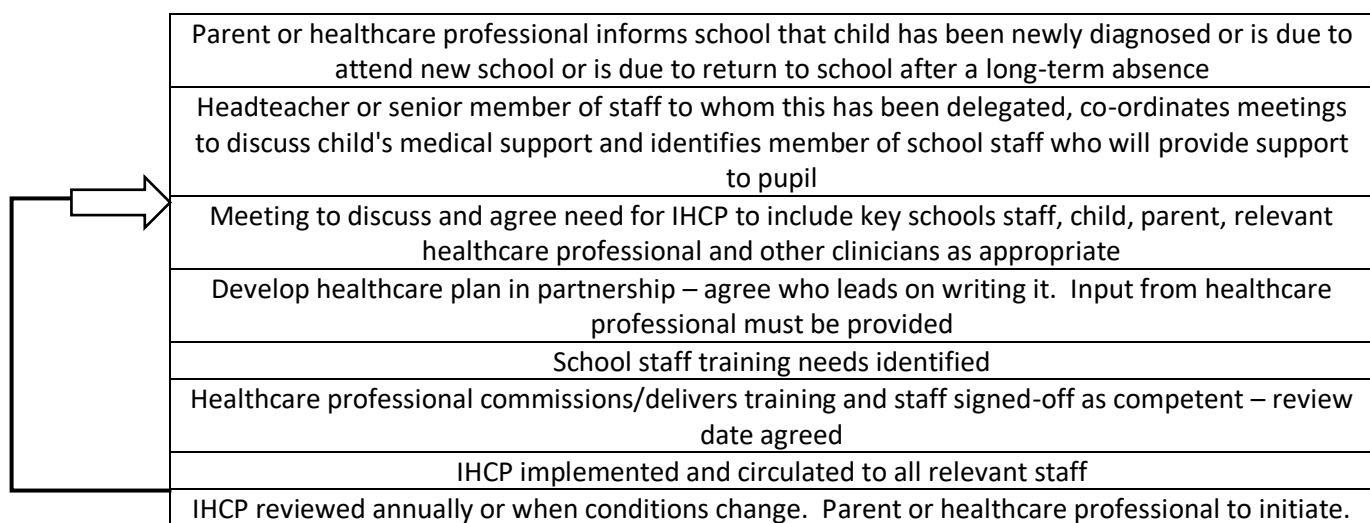 Parent or healthcare professional informs school that child has been newly diagnosed or is due to
attend new school or is due to return to school after a long-term absence
Headteacher or senior member of staff to whom this has been delegated, co-ordinates meetings
to discuss child's medical support and identifies member of school staff who will provide support
to pupil
Meeting to discuss and agree need for IHCP to include key schools staff, child, parent, relevant
healthcare professional and other clinicians as appropriate
Develop healthcare plan in partnership – agree who leads on writing it.  Input from healthcare
professional must be provided
School staff training needs identified
Healthcare professional commissions/delivers training and staff signed-off as competent – review
date agreed
IHCP implemented and circulated to all relevant staff
IHCP reviewed annually or when conditions change.  Parent or healthcare professional to initiate.